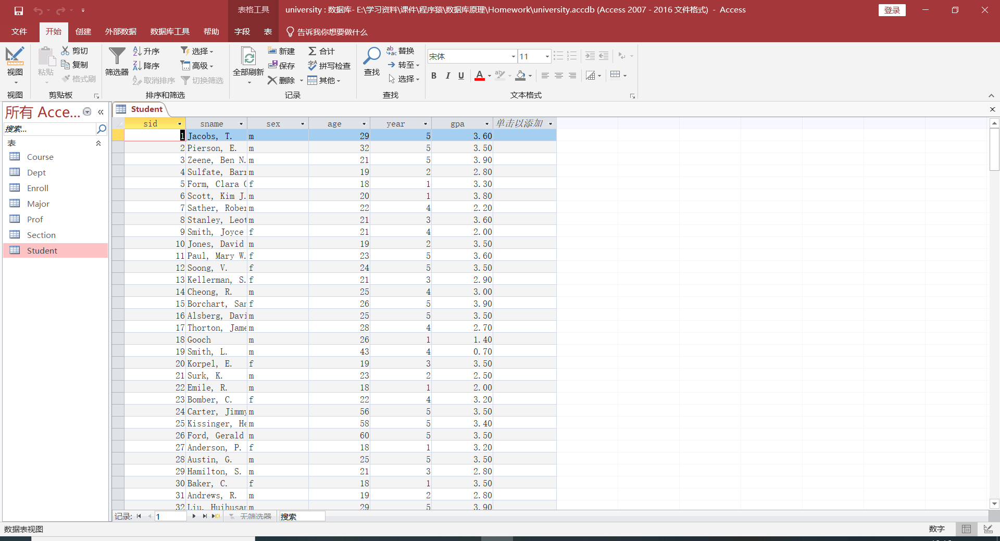 表格工具
university : 数据库- E:\学习资料\课件\程序猿\数据库原理\Homework\university.accdb (Access 2007 - 2016 文件格式) - Access
登录
文件 开始 创建 外部数据 数据库工具 帮助 字段 表 告诉我你想要做什么
视图
粘贴
剪切
复制
格式刷
筛选器
升序
降序
取消排序
选择
高级
切换筛选
全部刷新
新建
保存
删除
合计
拼写检查
其他
查找
替换
转至
选择
宋体 11
B I U A
视图 剪贴板 排序和筛选 记录 查找 文本格式
所有 Acce...
搜索...
表
Course
Dept
Enroll
Major
Prof
Section
Student
Student
sid sname sex age year gpa 单击以添加
1 Jacobs, T. m 29 5 3.60
2 Pierson, E. m 32 5 3.50
3 Zeene, Ben N. m 21 5 3.90
4 Sulfate, Barr m 19 2 2.80
5 Form, Clara f 18 1 3.30
6 Scott, Kim J. m 20 1 3.80
7 Sather, Rober m 22 4 2.20
8 Stanley, Leot m 21 3 3.60
9 Smith, Joyce f 21 4 2.00
10 Jones, David m 19 2 3.50
11 Paul, Mary W. f 23 5 3.60
12 Soong, V. f 24 5 3.50
13 Kellerman, S. f 21 3 2.90
14 Cheong, R. m 25 4 3.00
15 Borchart, San f 26 5 3.90
16 Alsberg, Davi m 25 5 3.50
17 Thorton, Jame m 28 4 2.70
18 Gooch m 26 1 1.40
19 Smith, L. m 43 4 0.70
20 Korpel, E. f 19 3 3.50
21 Surk, K. m 23 2 2.50
22 Emile, R. m 18 1 2.00
23 Bomber, C. f 22 4 3.20
24 Carter, Jimmy m 56 5 3.50
25 Kissinger, He m 58 5 3.40
26 Ford, Gerald m 60 5 3.50
27 Anderson, P. f 18 1 3.20
28 Austin, G. m 25 5 3.50
29 Hamilton, S. m 21 3 2.80
30 Baker, C. f 18 1 3.50
31 Andrews, R. m 19 2 2.80
32 Liu, Huihusan m 29 5 3.90
记录: 1 无筛选器 搜索
数据表视图 数字